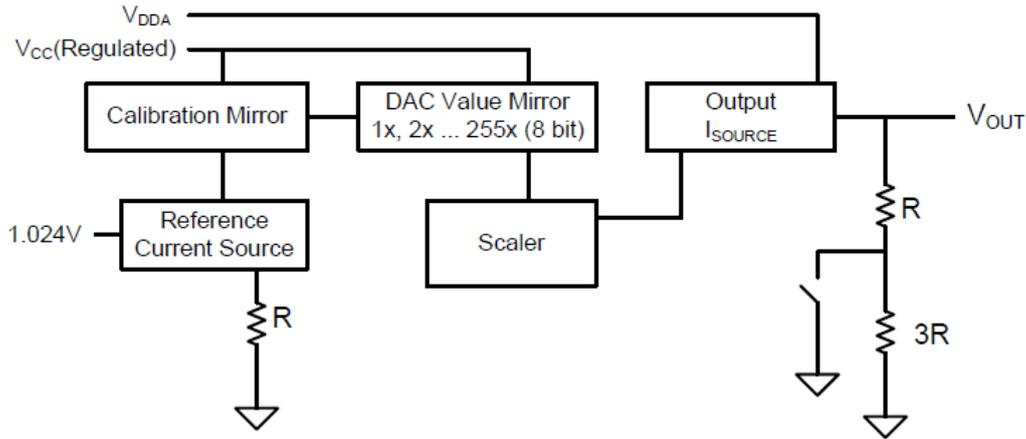 VDDA
VCC(Regulated)
Calibration Mirror
DAC Value Mirror
1x, 2x ... 255x (8 bit)
Output
ISOURCE
VOUT
1.024V
Reference
Current Source
Scaler
R
R
3R